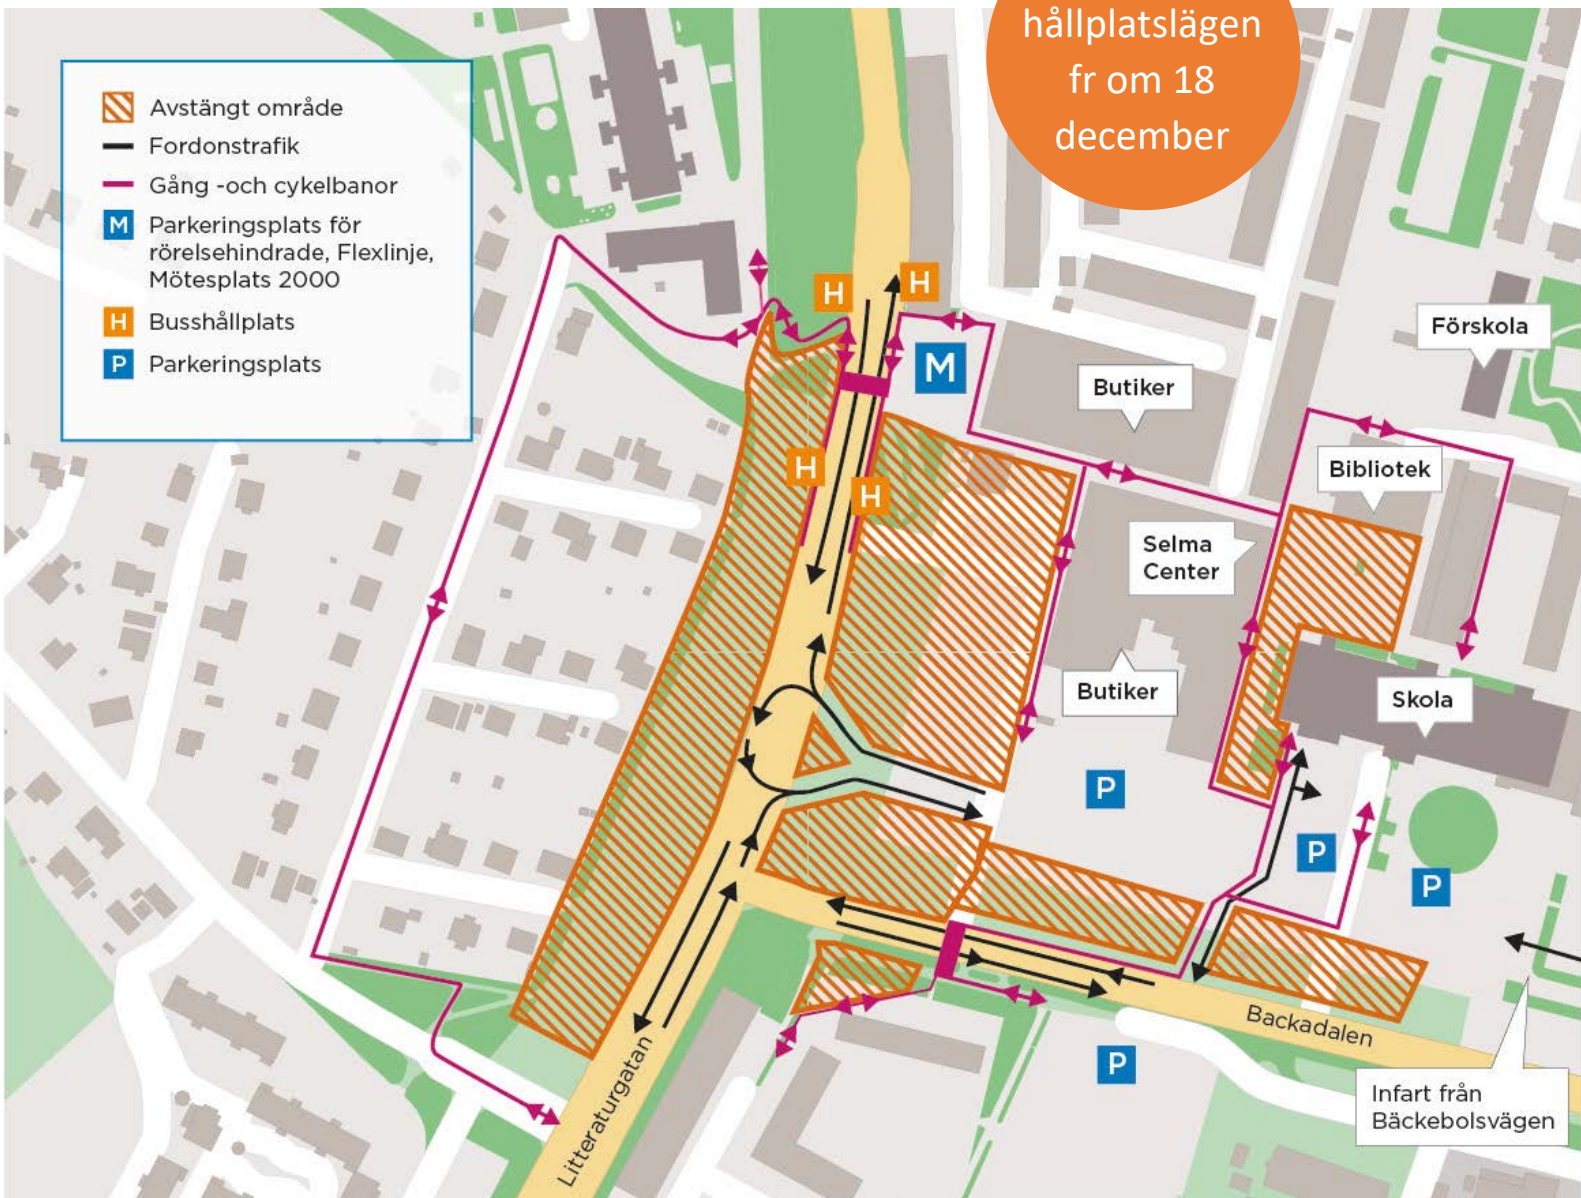 hållplatslägen
fr om 18
december
Avstängt område
Fordonstrafik
Gång -och cykelbanor
M Parkeringsplats för
rörelsehindrade, Flexlinje,
Mötesplats 2000
H Busshållplats
P Parkeringsplats
H
H
M
Förskola
Butiker
H
H
Bibliotek
Selma
Center
Butiker
Skola
P
P
P
Backadalen
P
Litteraturgatan
Infart från
Bäckebolsvägen